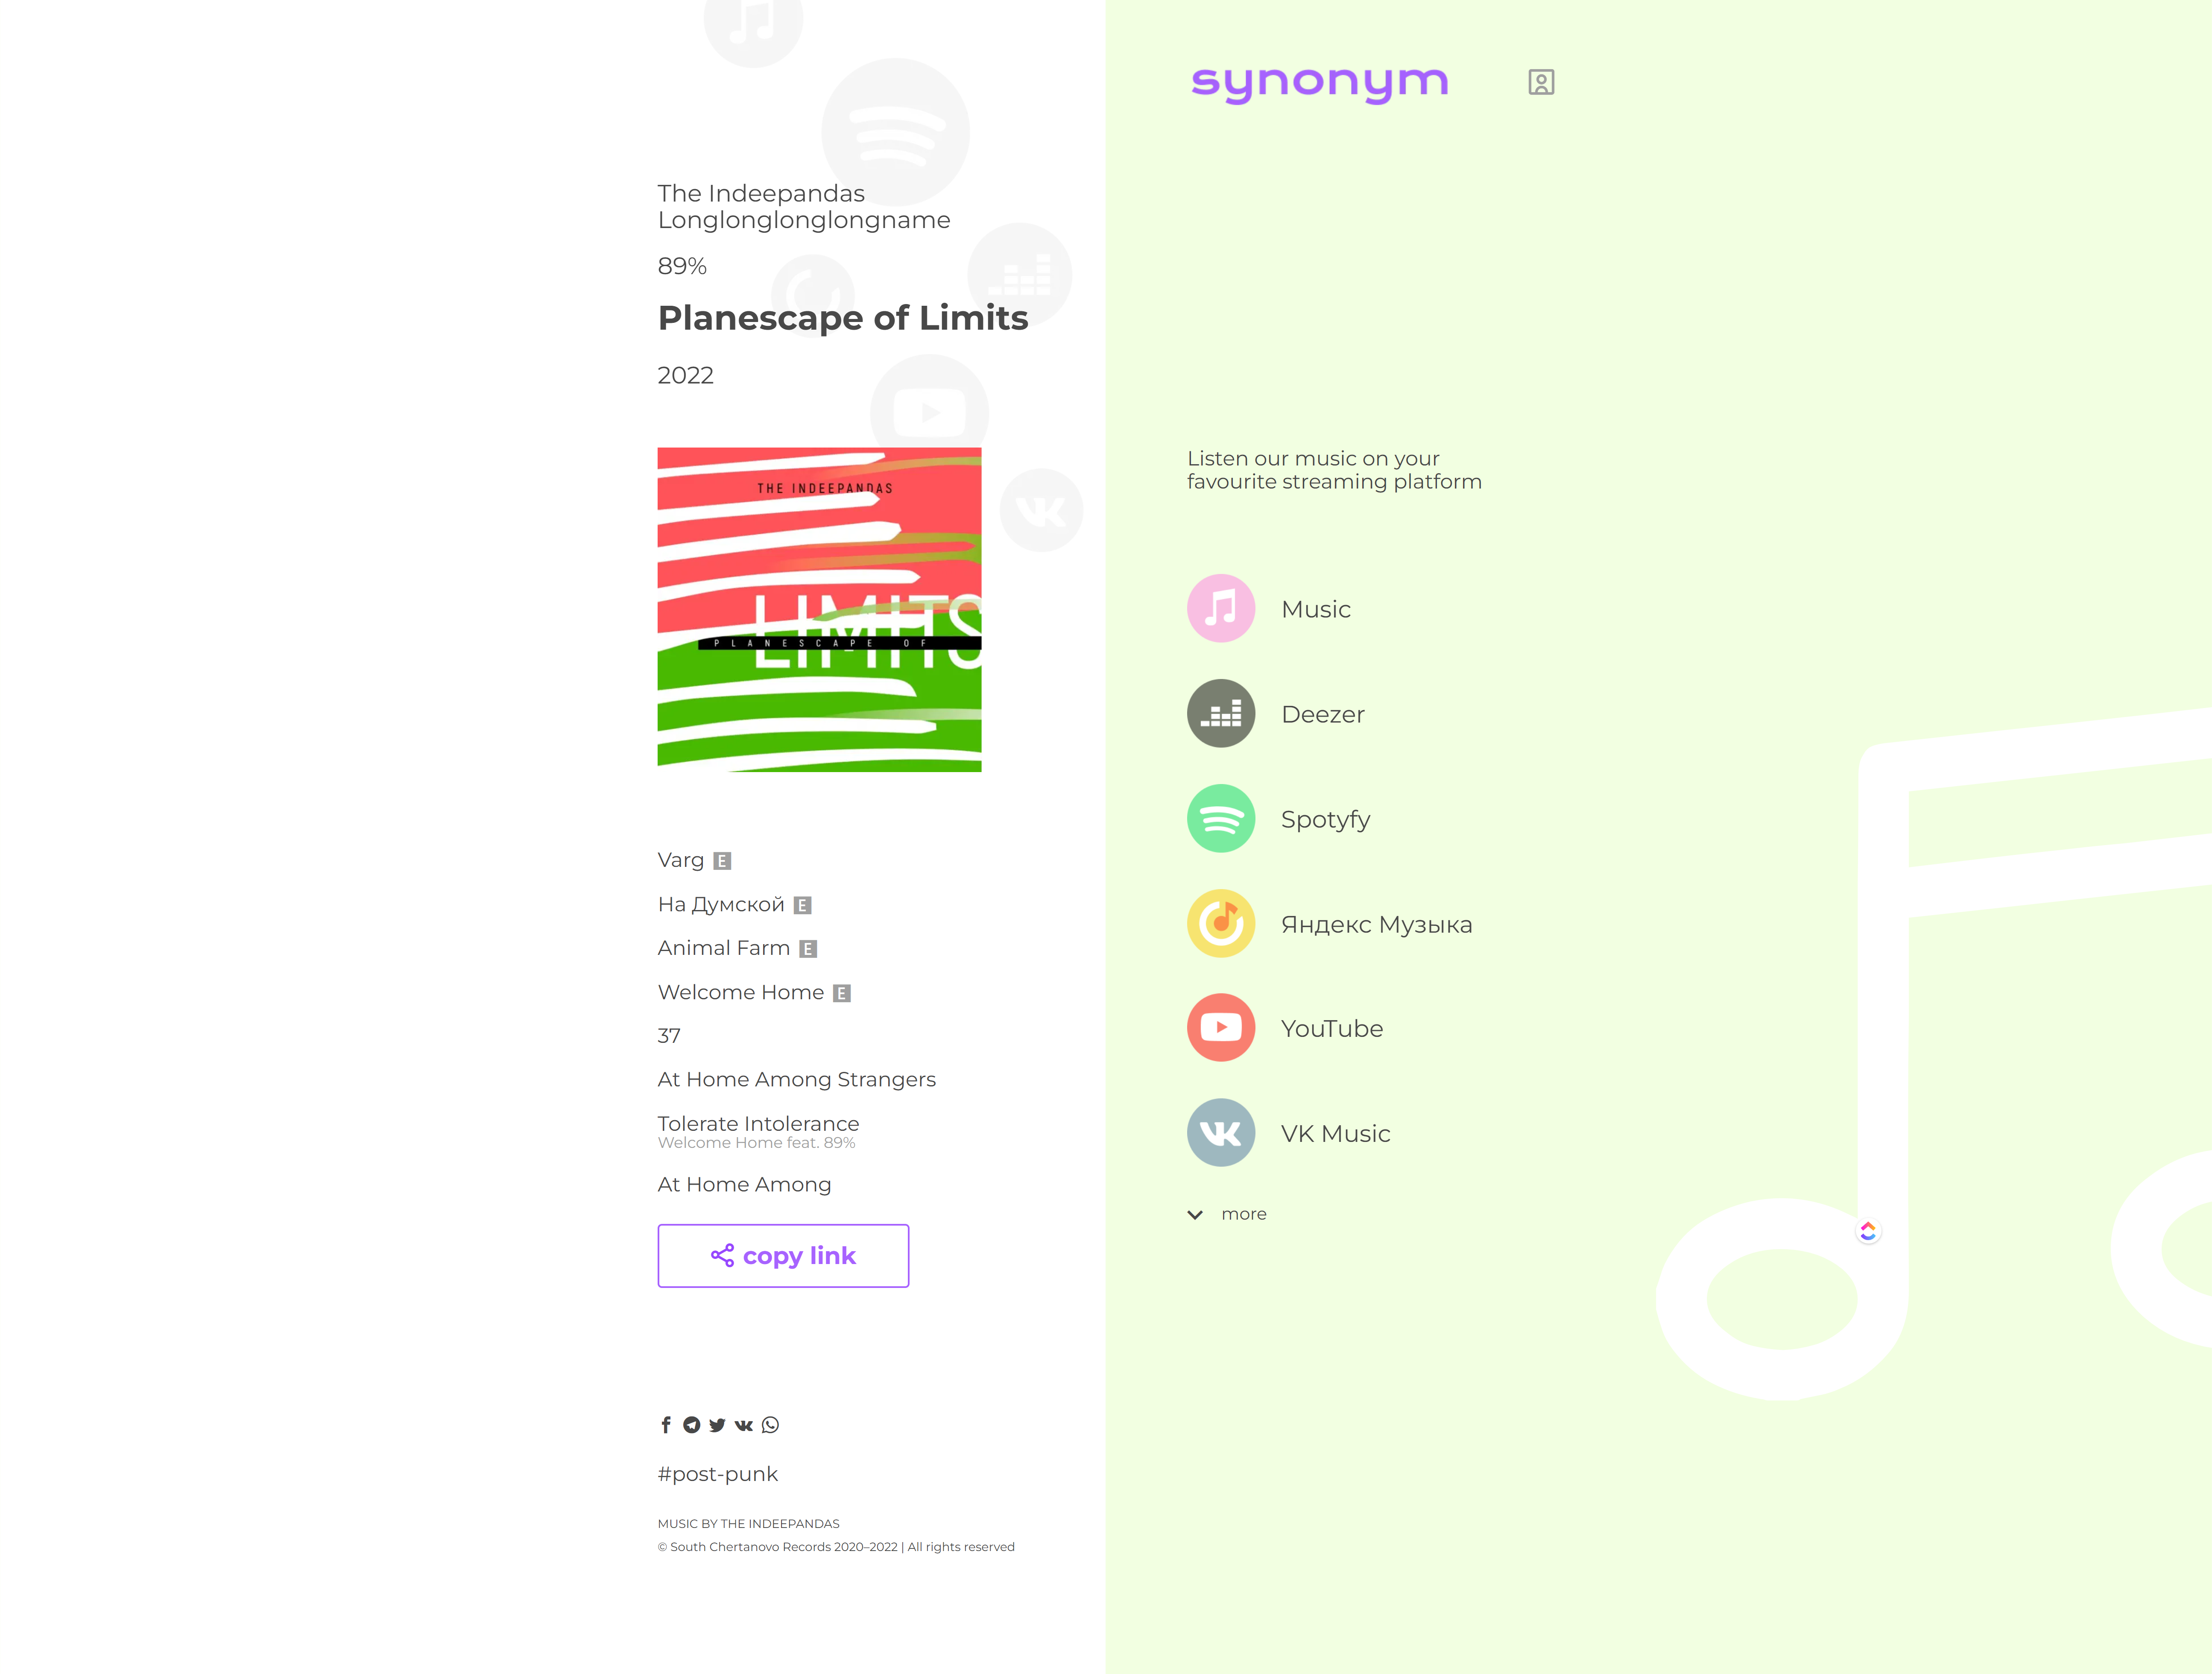 The Indeepandas
Longlonglonglongname
89%
Planescape of Limits
2022
THE INDEEPANDAS
LIMITS
PLANESCAPE OF
Varg E
На Думской E
Animal Farm E
Welcome Home E
37
At Home Among Strangers
Tolerate Intolerance
Welcome Home feat. 89%
At Home Among
copy link
#post-punk
MUSIC BY THE INDEEPANDAS
© South Chertanovo Records 2020–2022 | All rights reserved
synonym
Listen our music on your
favourite streaming platform
Music
Deezer
Spotyfy
Яндекс Музыка
YouTube
VK Music
more